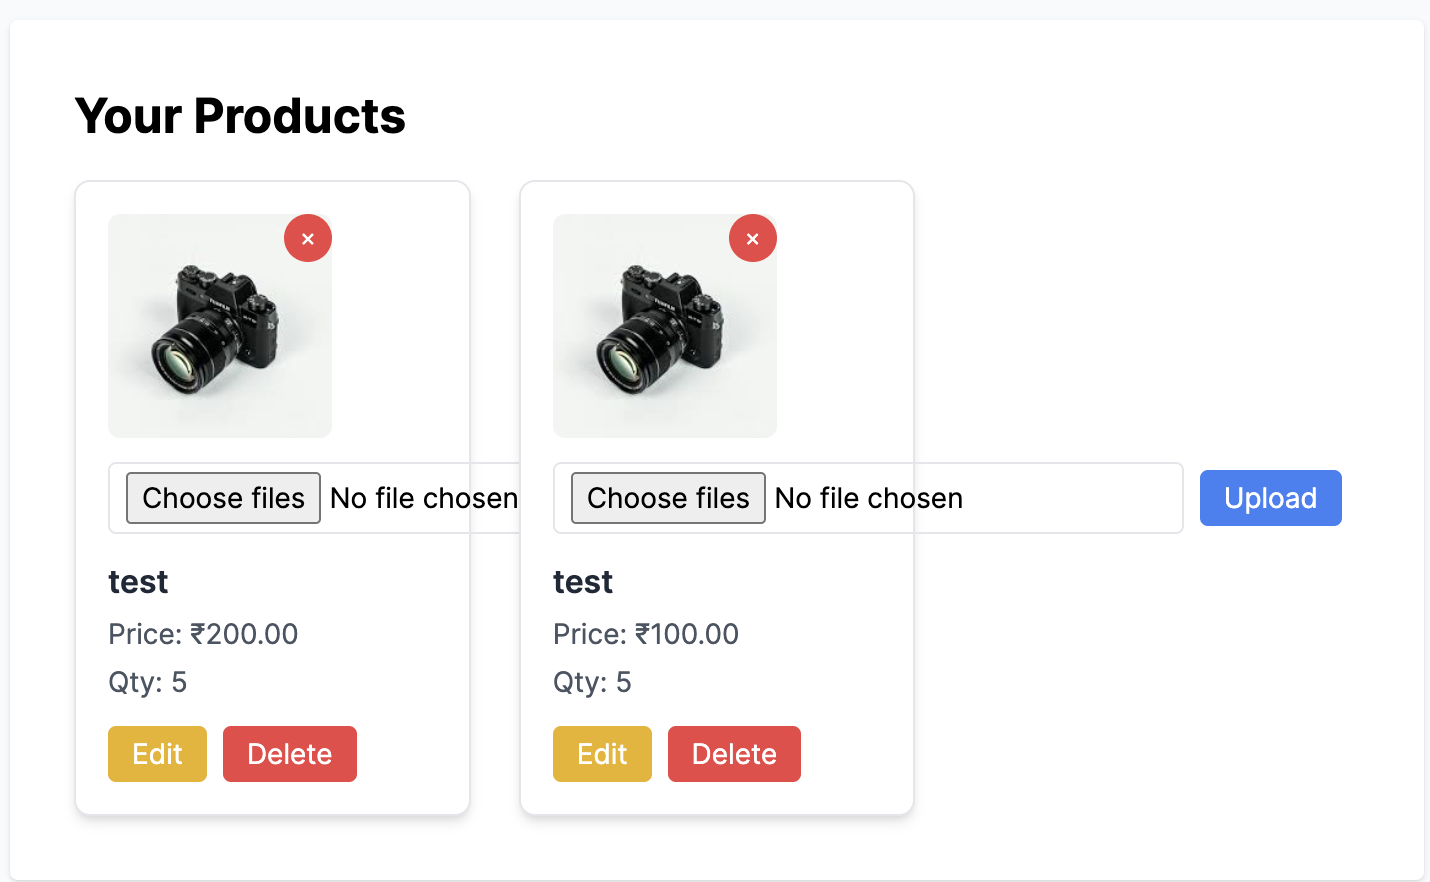 Your Products
×
×
Choose files No file chosen
Choose files No file chosen
Upload
test
Price: ₹200.00
Qty: 5
Edit
Delete
test
Price: ₹100.00
Qty: 5
Edit
Delete